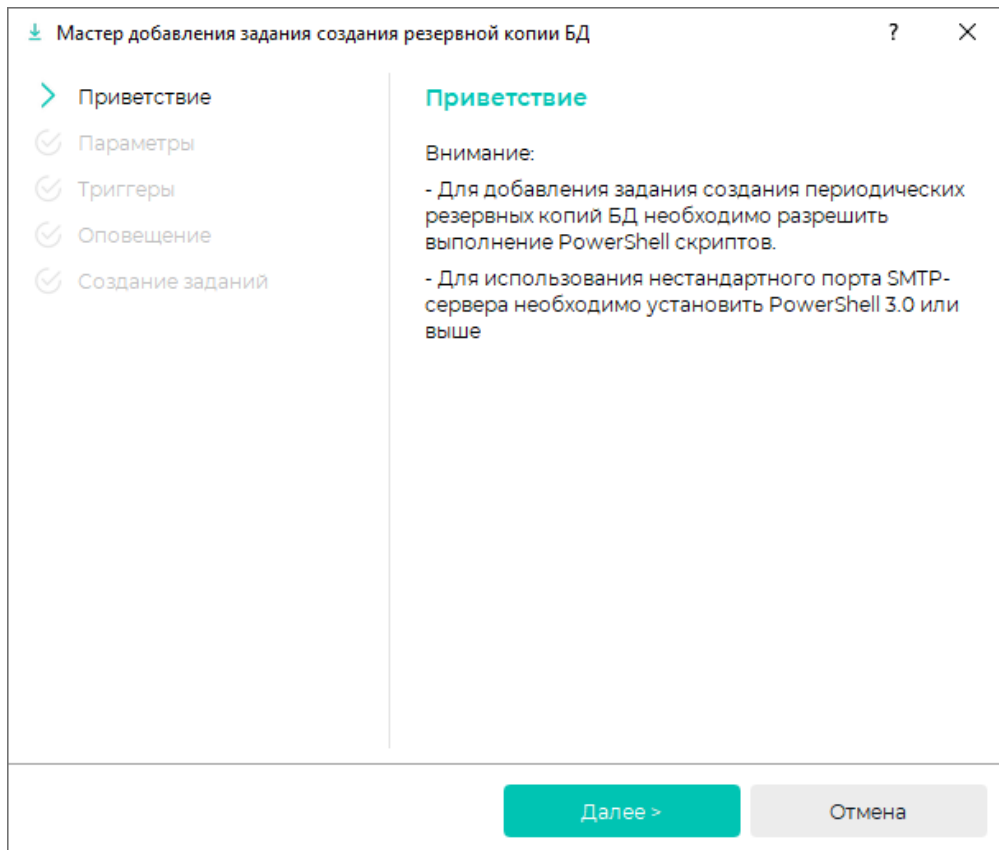 Мастер добавления задания создания резервной копии БД
?
Приветствие
Параметры
Триггеры
Оповещение
Создание заданий
Приветствие
Внимание:
- Для добавления задания создания периодических
резервных копий БД необходимо разрешить
выполнение PowerShell скриптов.
- Для использования нестандартного порта SMTP-
сервера необходимо установить PowerShell 3.0 или
выше
Далее >
Отмена